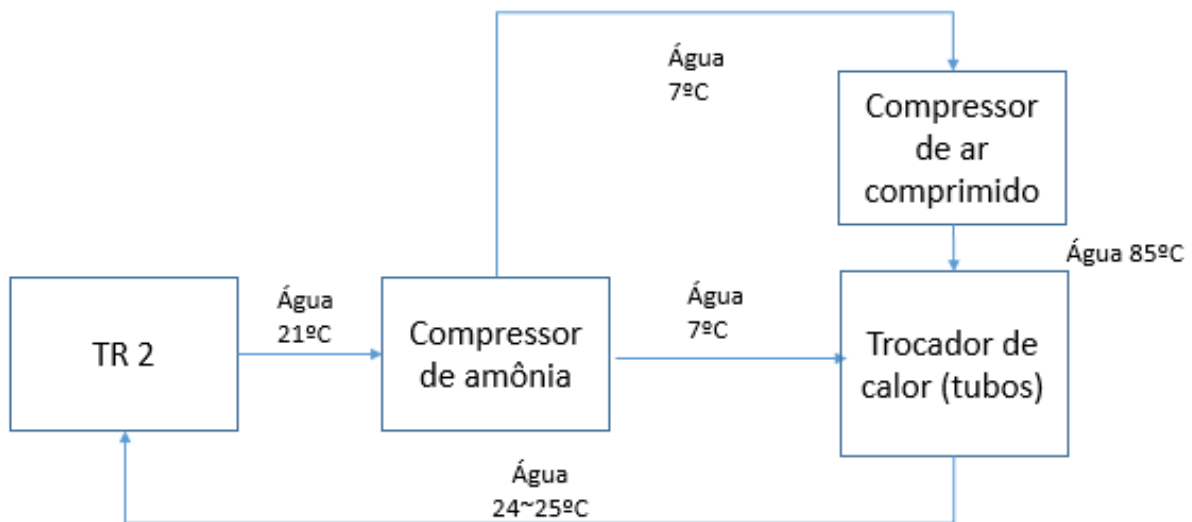 Água
7ºC
Compressor
de ar
comprimido
Água 85ºC
TR 2
Água
21ºC
Compressor
de amônia
Água
7ºC
Trocador de
calor (tubos)
Água
24~25ºC